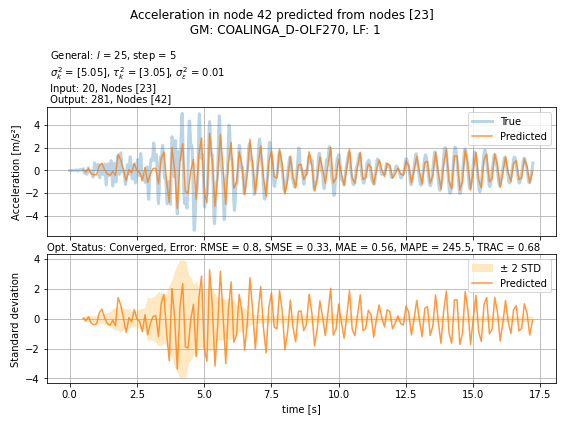 Acceleration in node 42 predicted from nodes [23]
GM: COALINGA_D-OLF270, LF: 1
General: l = 25, step = 5
σ²ₖ = [5.05], τ²ₖ = [3.05], σ²ε = 0.01
Input: 20, Nodes [23]
Output: 281, Nodes [42]
Acceleration [m/s²]
4
2
0
−2
−4
True
Predicted
Opt. Status: Converged, Error: RMSE = 0.8, SMSE = 0.33, MAE = 0.56, MAPE = 245.5, TRAC = 0.68
Standard deviation
4
2
0
−2
−4
± 2 STD
Predicted
0.0 2.5 5.0 7.5 10.0 12.5 15.0 17.5
time [s]